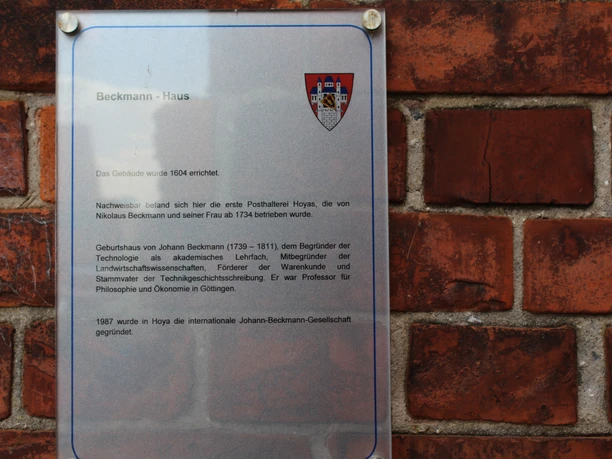 Beckmann - Haus
Das Gebäude wurde 1604 errichtet.
Nachweisbar befand sich hier die erste Posthalterei Hoyas, die von
Nikolaus Beckmann und seiner Frau ab 1734 betrieben wurde.
Geburtshaus von Johann Beckmann (1739 – 1811), dem Begründer der
Technologie als akademisches Lehrfach, Mitbegründer der
Landwirtschaftswissenschaften, Förderer der Warenkunde und
Stammvater der Technikgeschichtsschreibung. Er war Professor für
Philosophie und Ökonomie in Göttingen.
1987 wurde in Hoya die internationale Johann-Beckmann-Gesellschaft
gegründet.